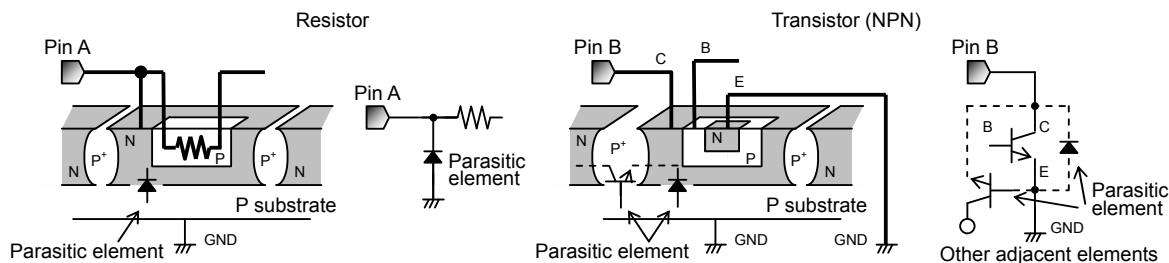 Resistor
Pin A
N
P+
N
P
P+
N
P substrate
GND
Parasitic element
Pin A
Parasitic
element
Transistor (NPN)
Pin B
C
B
E
N
P+
N
P
P+
N
P substrate
GND
GND
Parasitic element
Pin B
B
C
E
Parasitic
element
GND
Other adjacent elements